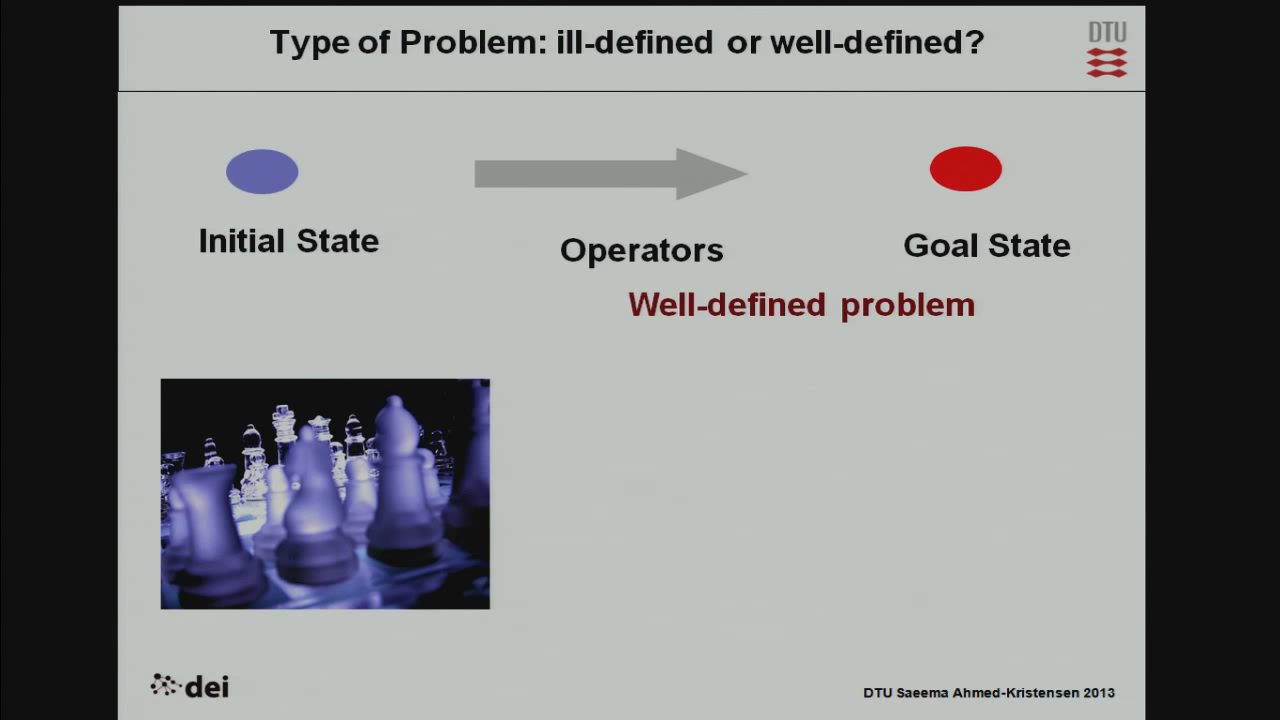 Type of Problem: ill-defined or well-defined?
DTU
Initial State
Operators
Goal State
Well-defined problem
dei
DTU Saeema Ahmed-Kristensen 2013